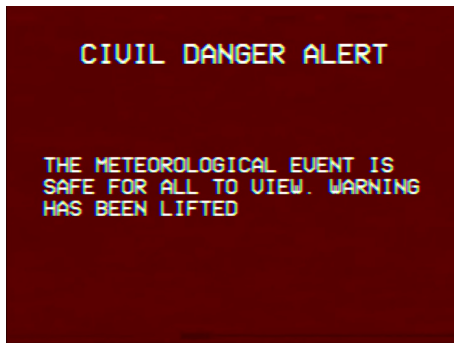 CIVIL DANGER ALERT
THE METEOROLOGICAL EVENT IS
SAFE FOR ALL TO VIEW. WARNING
HAS BEEN LIFTED